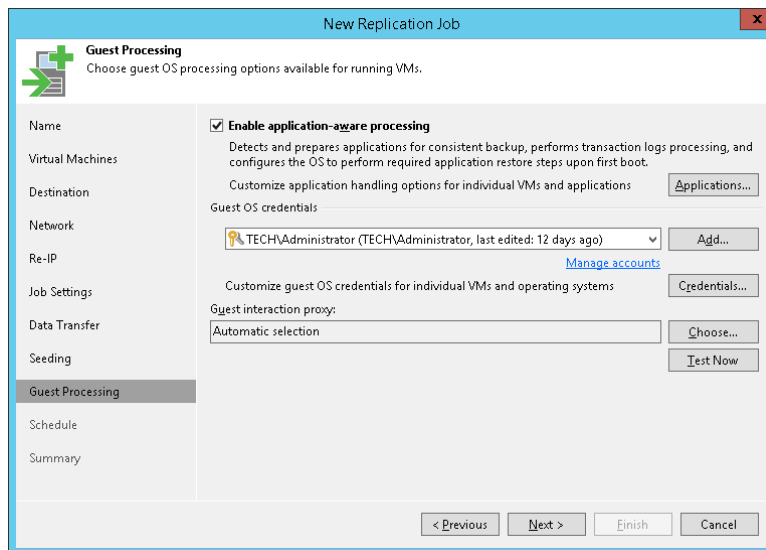 New Replication Job
x
Guest Processing
Choose guest OS processing options available for running VMs.
Name
Virtual Machines
Destination
Network
Re-IP
Job Settings
Data Transfer
Seeding
Guest Processing
Schedule
Summary
Enable application-aware processing
Detects and prepares applications for consistent backup, performs transaction logs processing, and
configures the OS to perform required application restore steps upon first boot.
Customize application handling options for individual VMs and applications
Applications...
Guest OS credentials
TECH\Administrator (TECH\Administrator, last edited: 12 days ago)
Add...
Manage accounts
Customize guest OS credentials for individual VMs and operating systems
Credentials...
Guest interaction proxy:
Automatic selection
Choose...
Test Now
< Previous
Next >
Finish
Cancel